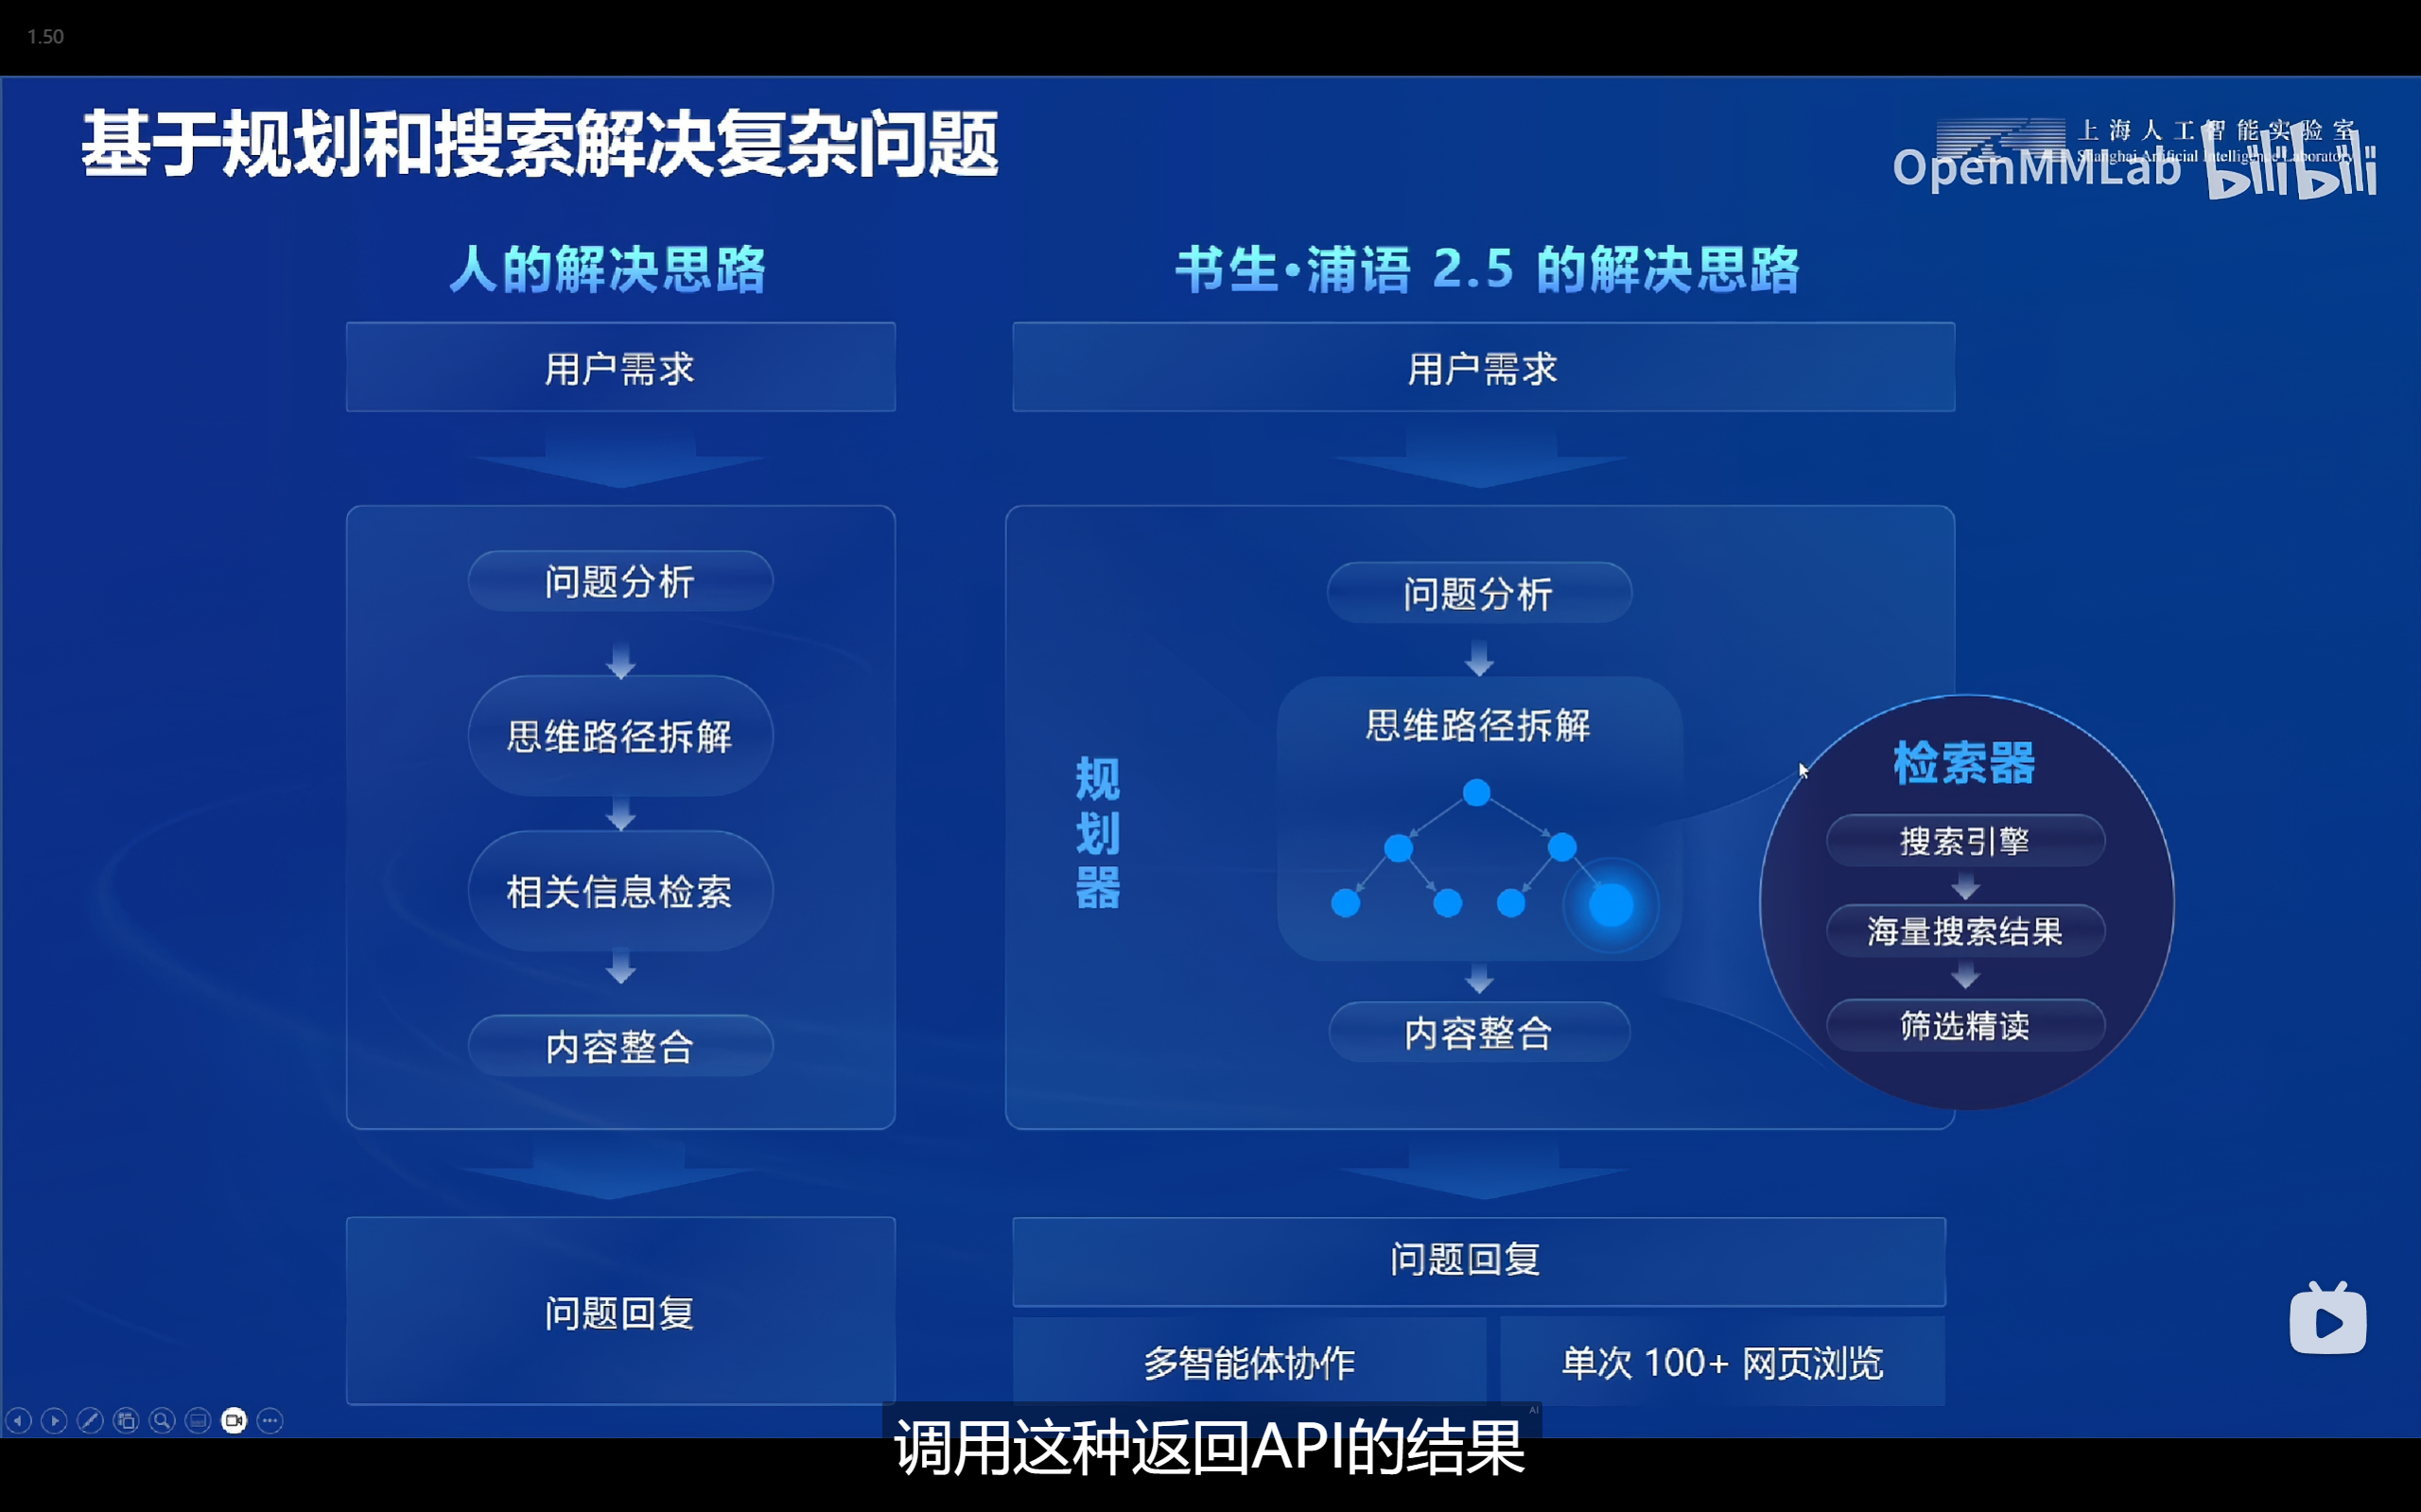 1.50
基于规划和搜索解决复杂问题
上海人工智能实验室
Shanghai Artificial Intelligence Laboratory
OpenMMLab bilibili
人的解决思路
用户需求
问题分析
思维路径拆解
相关信息检索
内容整合
问题回复
书生·浦语 2.5 的解决思路
用户需求
规划器
问题分析
思维路径拆解
内容整合
检索器
搜索引擎
海量搜索结果
筛选精读
问题回复
多智能体协作
单次 100+ 网页浏览
AI
调用这种返回API的结果